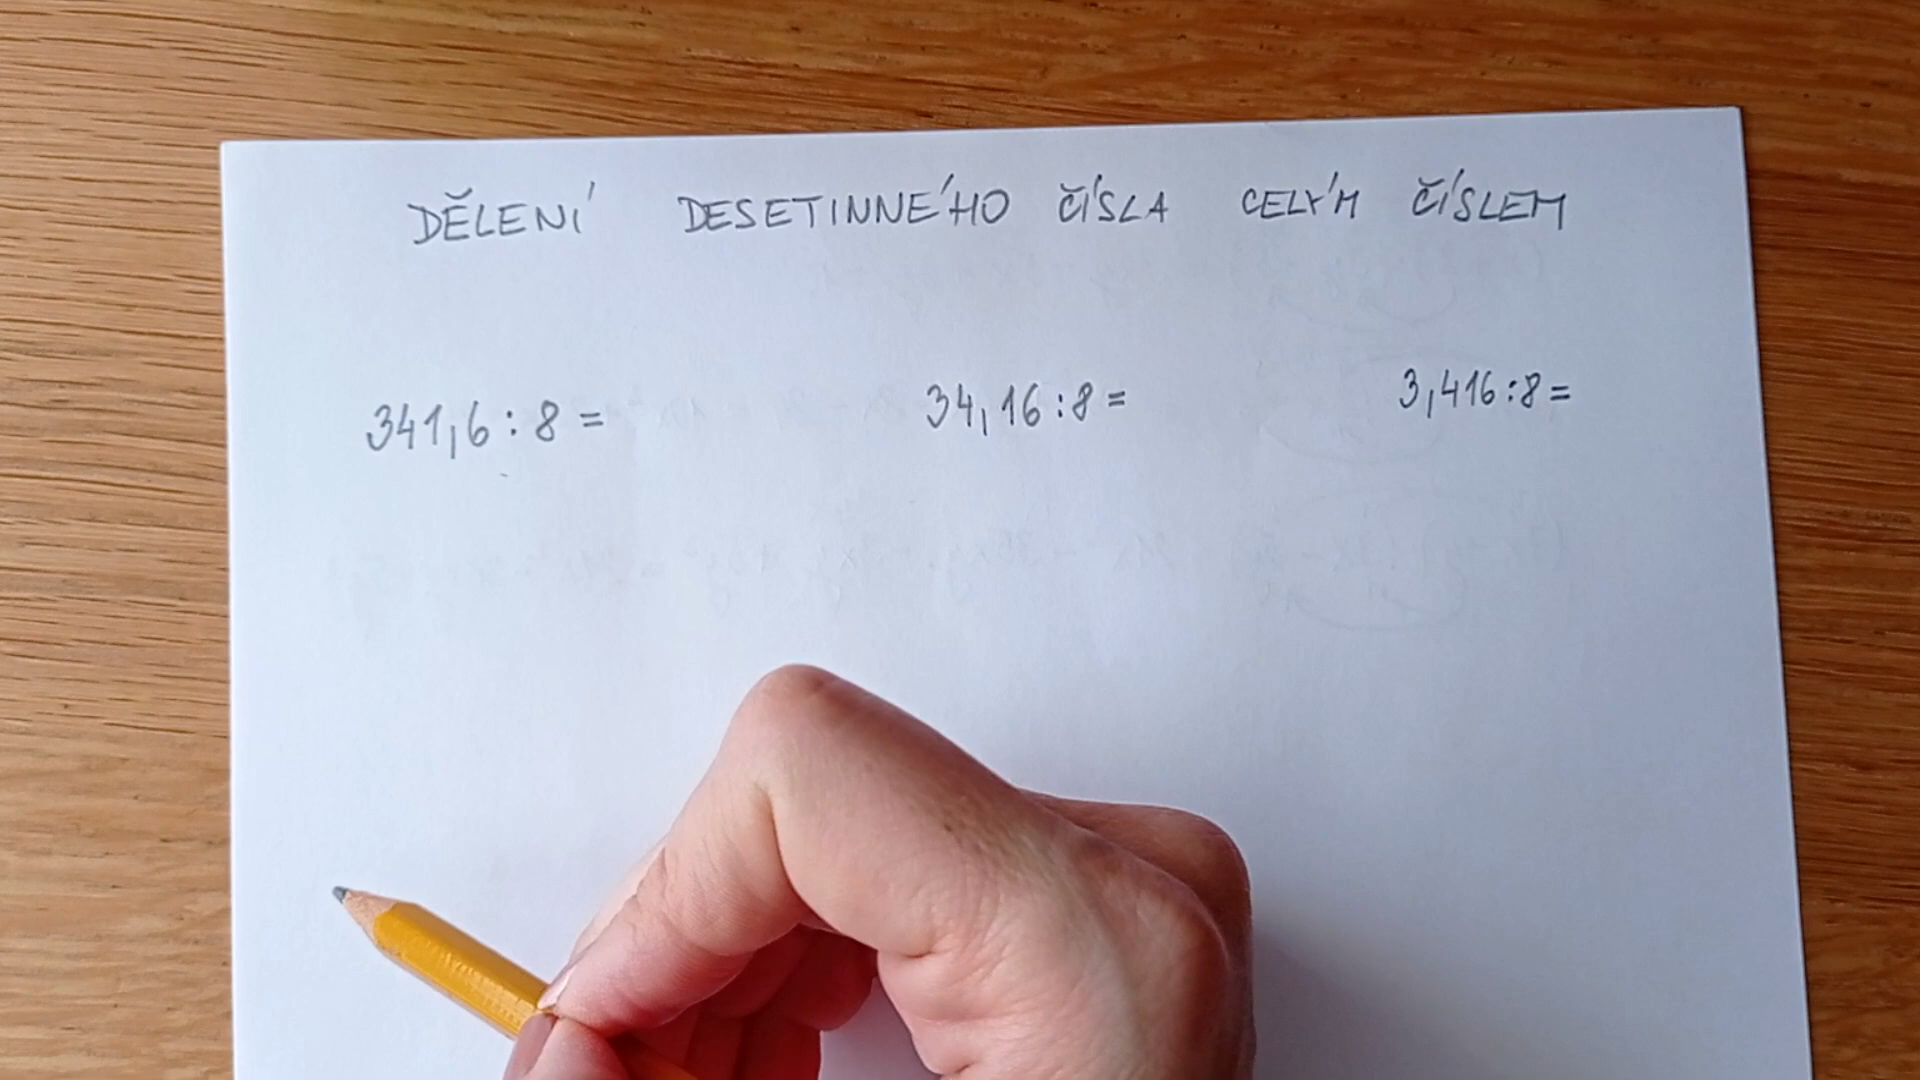 DĚLENÍ DESETINNÉHO ČÍSLA CELÝM ČÍSLEM
341,6 : 8 = 34,16 : 8 = 3,416 : 8 =